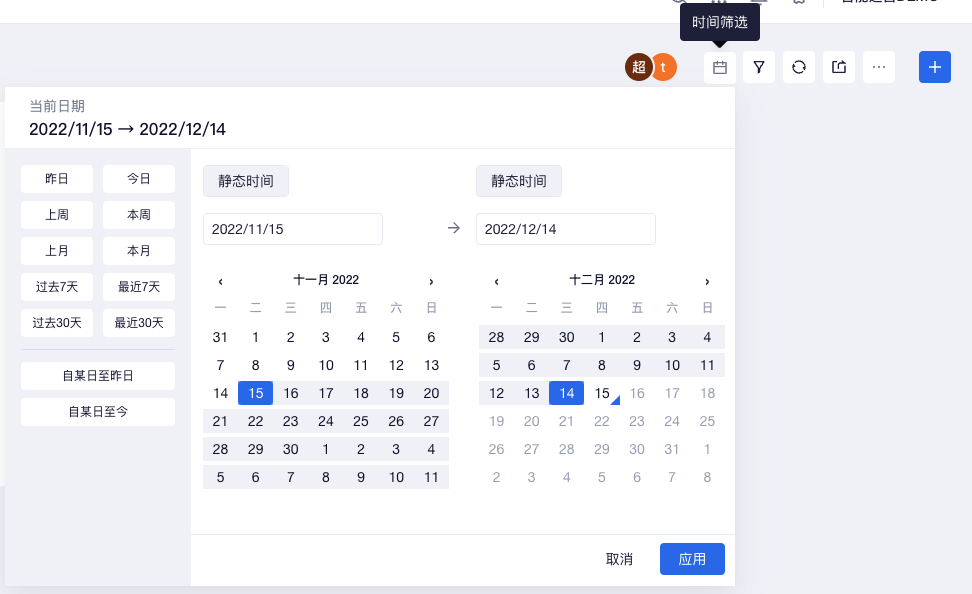 时间筛选
超 t
当前日期
2022/11/15 → 2022/12/14
昨日 今日
上周 本周
上月 本月
过去7天 最近7天
过去30天 最近30天
自某日至昨日
自某日至今
静态时间
2022/11/15
→
静态时间
2022/12/14
‹ 十一月 2022 ›
一 二 三 四 五 六 日
31 1 2 3 4 5 6
7 8 9 10 11 12 13
14 15 16 17 18 19 20
21 22 23 24 25 26 27
28 29 30 1 2 3 4
5 6 7 8 9 10 11
‹ 十二月 2022 ›
一 二 三 四 五 六 日
28 29 30 1 2 3 4
5 6 7 8 9 10 11
12 13 14 15 16 17 18
19 20 21 22 23 24 25
26 27 28 29 30 31 1
2 3 4 5 6 7 8
取消 应用